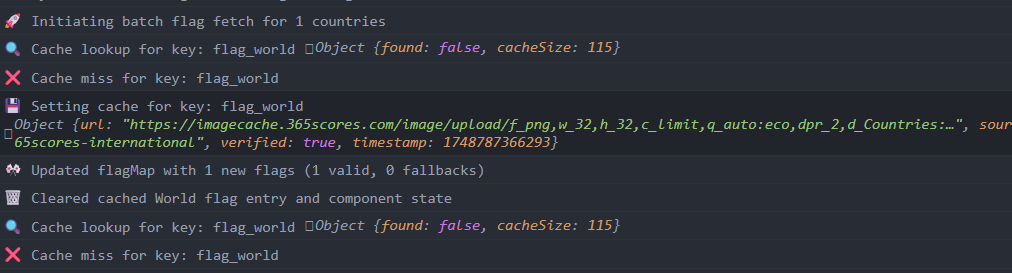 🚀 Initiating batch flag fetch for 1 countries
🔍 Cache lookup for key: flag_world Object {found: false, cacheSize: 115}
❌ Cache miss for key: flag_world
💾 Setting cache for key: flag_world
Object {url: "https://imagecache.365scores.com/image/upload/f_png,w_32,h_32,c_limit,q_auto:eco,dpr_2,d_Countries:…", sour
65scores-international", verified: true, timestamp: 1748787366293}
🎌 Updated flagMap with 1 new flags (1 valid, 0 fallbacks)
🗑️ Cleared cached World flag entry and component state
🔍 Cache lookup for key: flag_world Object {found: false, cacheSize: 115}
❌ Cache miss for key: flag_world